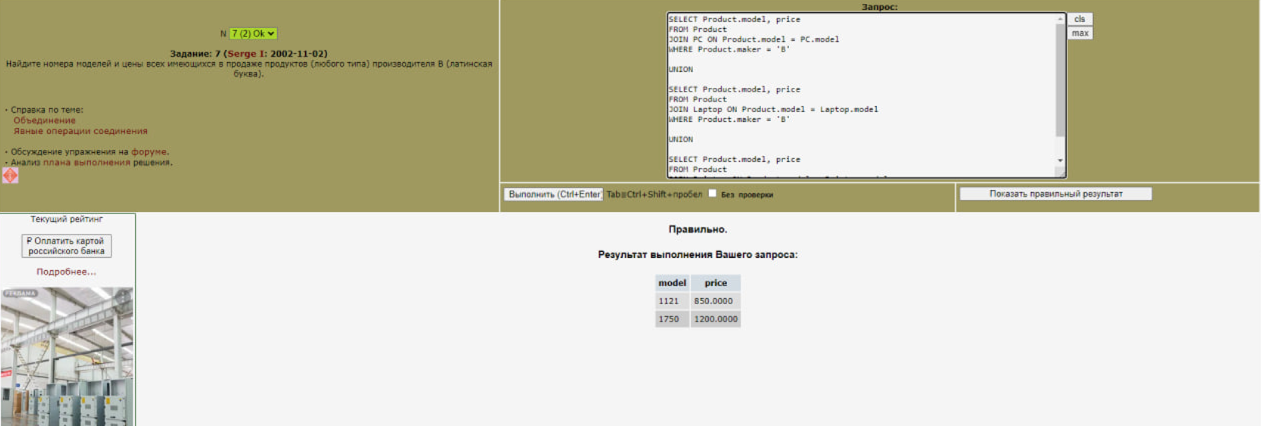 N 7 (2) Ok
Задание: 7 (Serge I: 2002-11-02)
Найдите номера моделей и цены всех имеющихся в продаже продуктов (любого типа) производителя B (латинская
буква).
- Справка по теме:
Объединение
Явные операции соединения
- Обсуждение упражнения на форуме.
- Анализ плана выполнения решения.
Запрос:
SELECT Product.model, price
FROM Product
JOIN PC ON Product.model = PC.model
WHERE Product.maker = 'B'
UNION
SELECT Product.model, price
FROM Product
JOIN Laptop ON Product.model = Laptop.model
WHERE Product.maker = 'B'
UNION
SELECT Product.model, price
FROM Product
cls
max
Выполнить (Ctrl+Enter) Tab≡Ctrl+Shift+пробел Без проверки
Показать правильный результат
Текущий рейтинг
₽ Оплатить картой
российского банка
Подробнее...
РЕКЛАМА
Правильно.
Результат выполнения Вашего запроса:
model price
1121 850.0000
1750 1200.0000